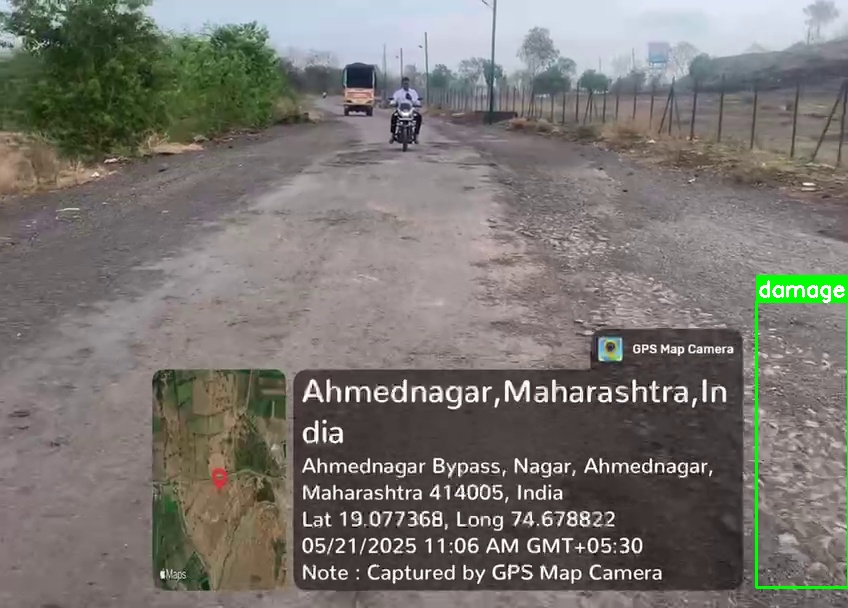 damage
GPS Map Camera
Ahmednagar,Maharashtra,In
dia
Ahmednagar Bypass, Nagar, Ahmednagar,
Maharashtra 414005, India
Lat 19.077368, Long 74.678822
05/21/2025 11:06 AM GMT+05:30
Note : Captured by GPS Map Camera
Maps